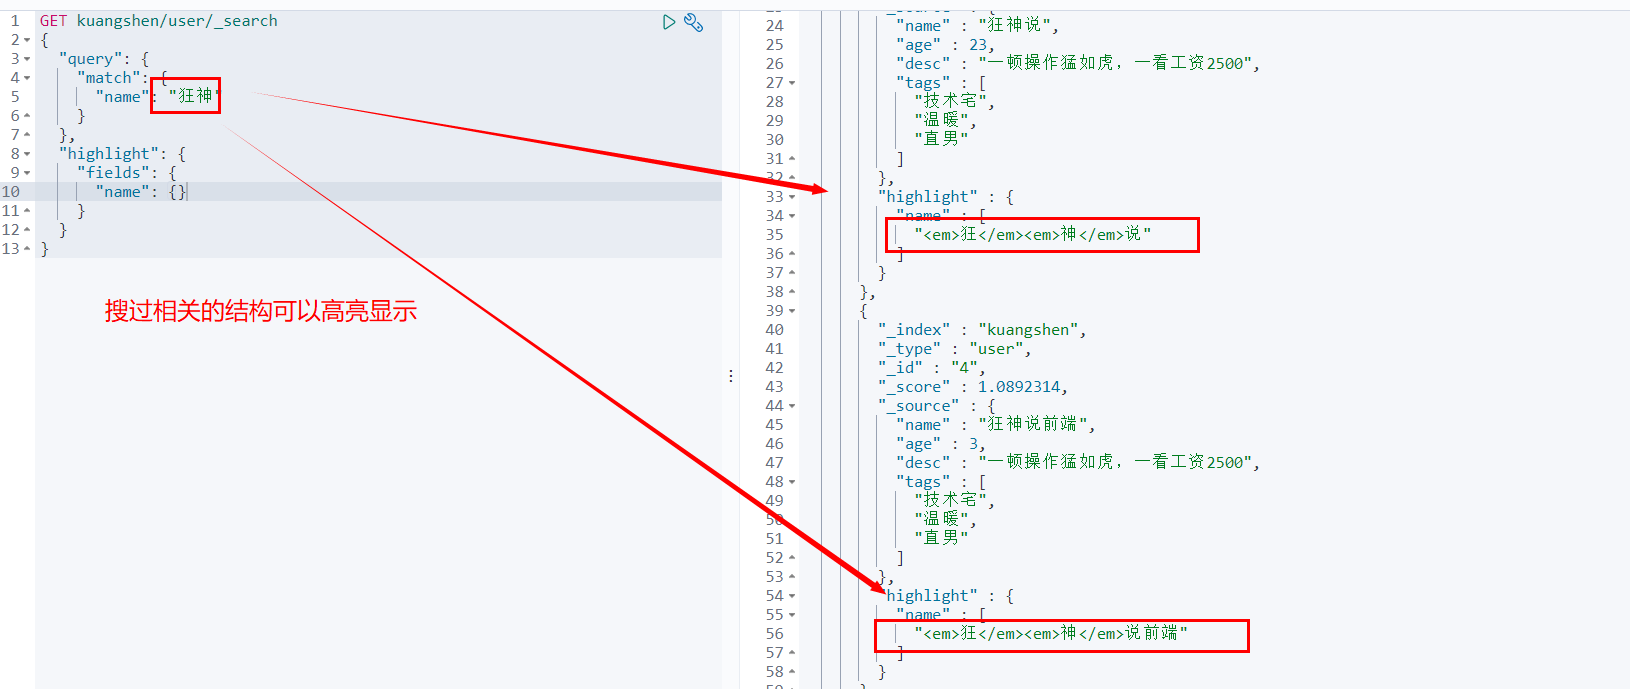 1 GET kuangshen/user/_search
2 {
3 "query": {
4 "match": {
5 "name": "狂神"
6 }
7 },
8 "highlight": {
9 "fields": {
10 "name": {}
11 }
12 }
13 }
搜过相关的结构可以高亮显示
24 "name" : "狂神说",
25 "age" : 23,
26 "desc" : "一顿操作猛如虎，一看工资2500",
27 "tags" : [
28 "技术宅",
29 "温暖",
30 "直男"
31 ]
32 },
33 "highlight" : {
34 "name" : [
35 "<em>狂</em><em>神</em>说"
36 ]
37 }
38 },
39 {
40 "_index" : "kuangshen",
41 "_type" : "user",
42 "_id" : "4",
43 "_score" : 1.0892314,
44 "_source" : {
45 "name" : "狂神说前端",
46 "age" : 3,
47 "desc" : "一顿操作猛如虎，一看工资2500",
48 "tags" : [
49 "技术宅",
50 "温暖",
51 "直男"
52 ]
53 },
54 "highlight" : {
55 "name" : [
56 "<em>狂</em><em>神</em>说前端"
57 ]
58 }